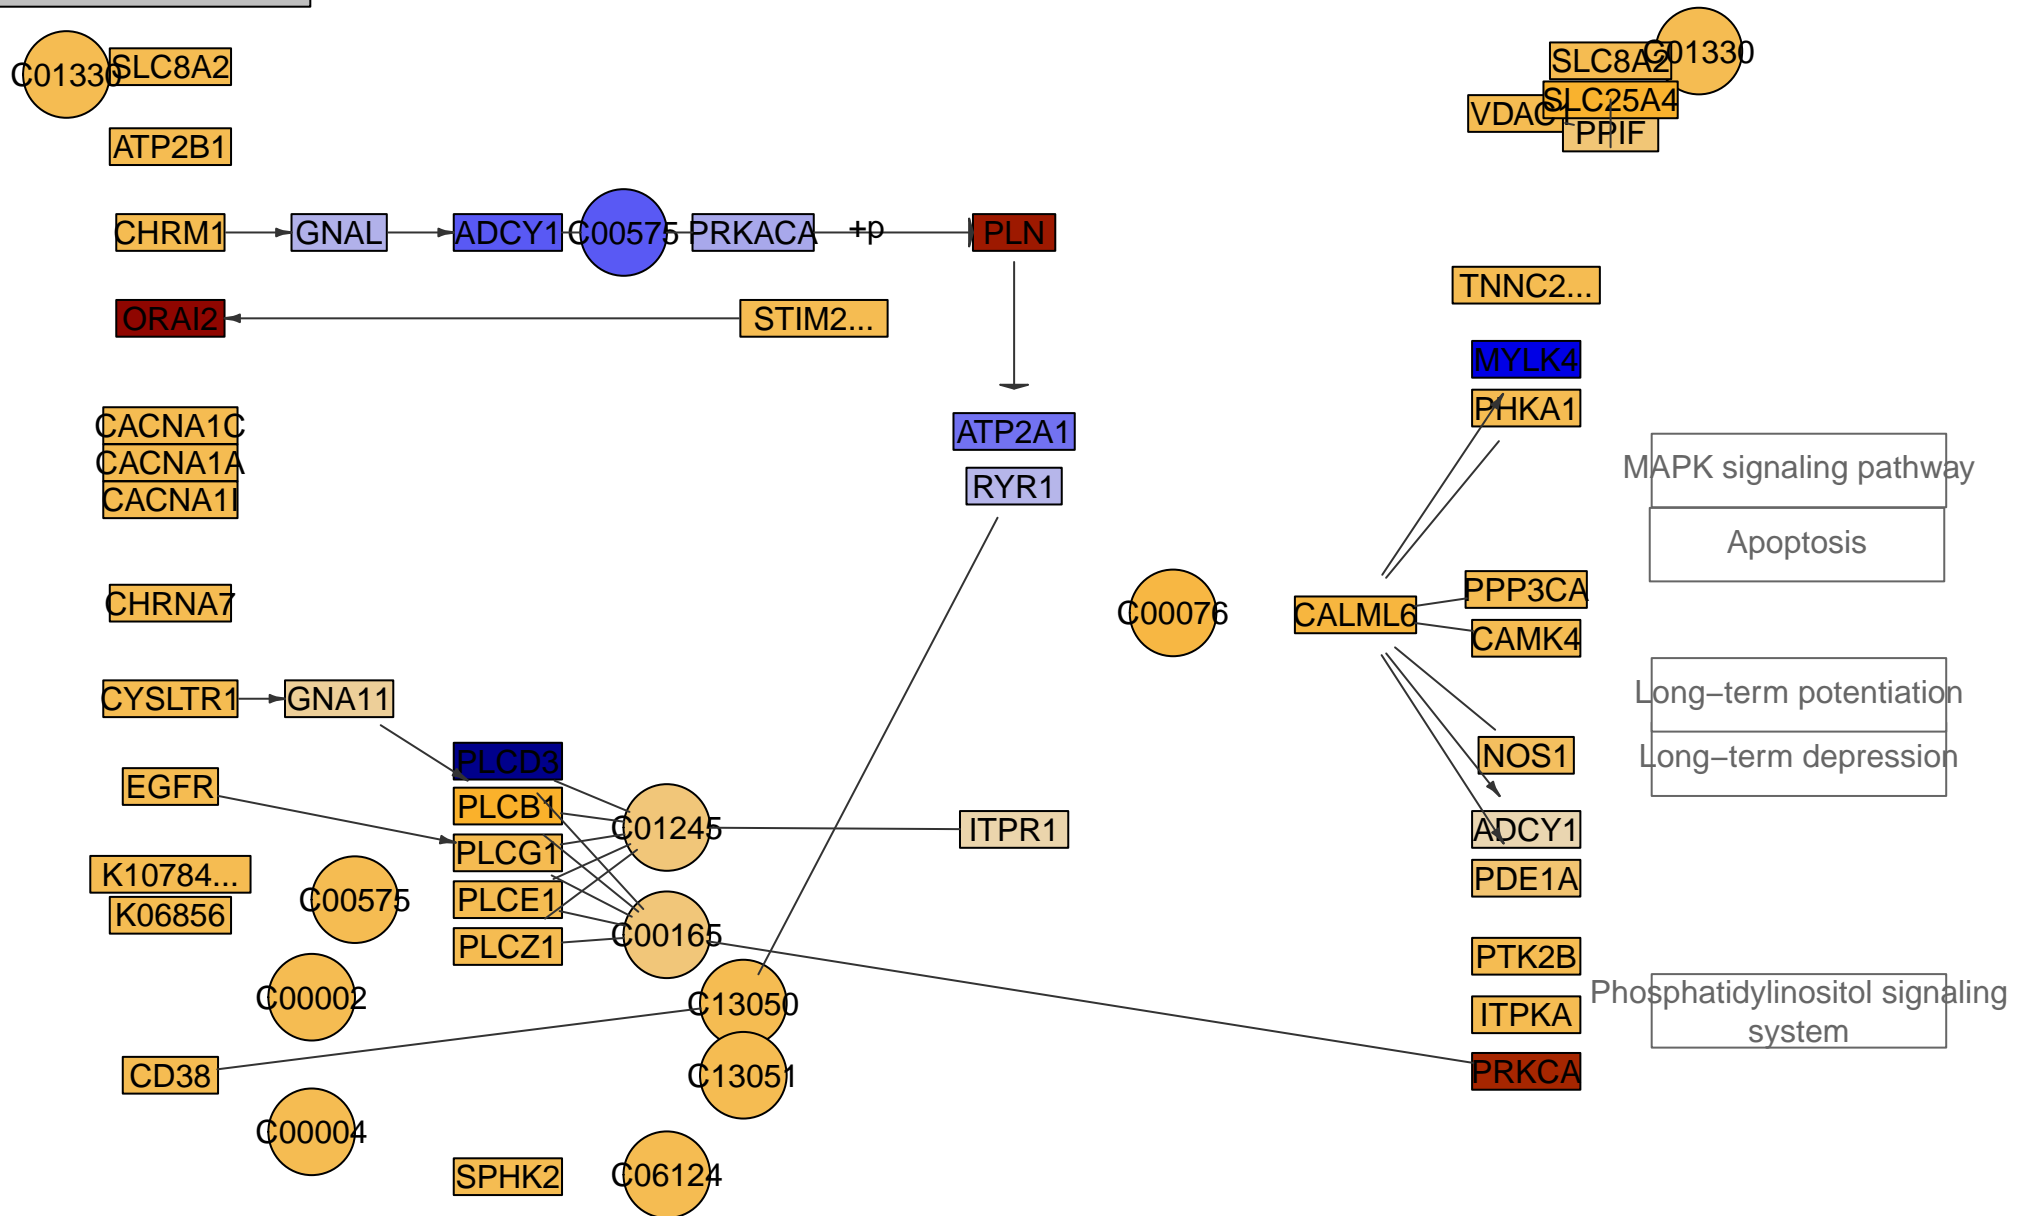 C01330
SLC8A2
SLC8A2
C01330
SLC25A4
VDAC1
PPIF
ATP2B1
CHRM1
GNAL
ADCY1
C00575
PRKACA
+p
PLN
TNNC2...
ORAI2
STIM2...
MYLK4
PHKA1
CACNA1C
CACNA1A
CACNA1I
ATP2A1
RYR1
MAPK signaling pathway
Apoptosis
CHRNA7
C00076
CALML6
PPP3CA
CAMK4
CYSLTR1
GNA11
Long−term potentiation
Long−term depression
NOS1
PLCD3
EGFR
PLCB1
C01245
ITPR1
ADCY1
PLCG1
PDE1A
K10784...
K06856
C00575
PLCE1
C00165
PLCZ1
PTK2B
C00002
C13050
ITPKA
Phosphatidylinositol signaling
system
CD38
C13051
PRKCA
C00004
SPHK2
C06124